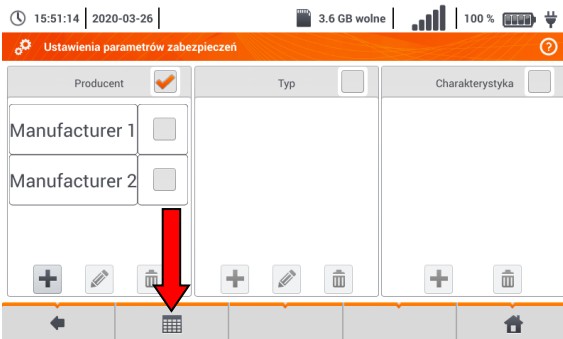 15:51:14 2020-03-26 3.6 GB wolne 100 %
Ustawienia parametrów zabezpieczeń ?
Producent Typ Charakterystyka
Manufacturer 1
Manufacturer 2